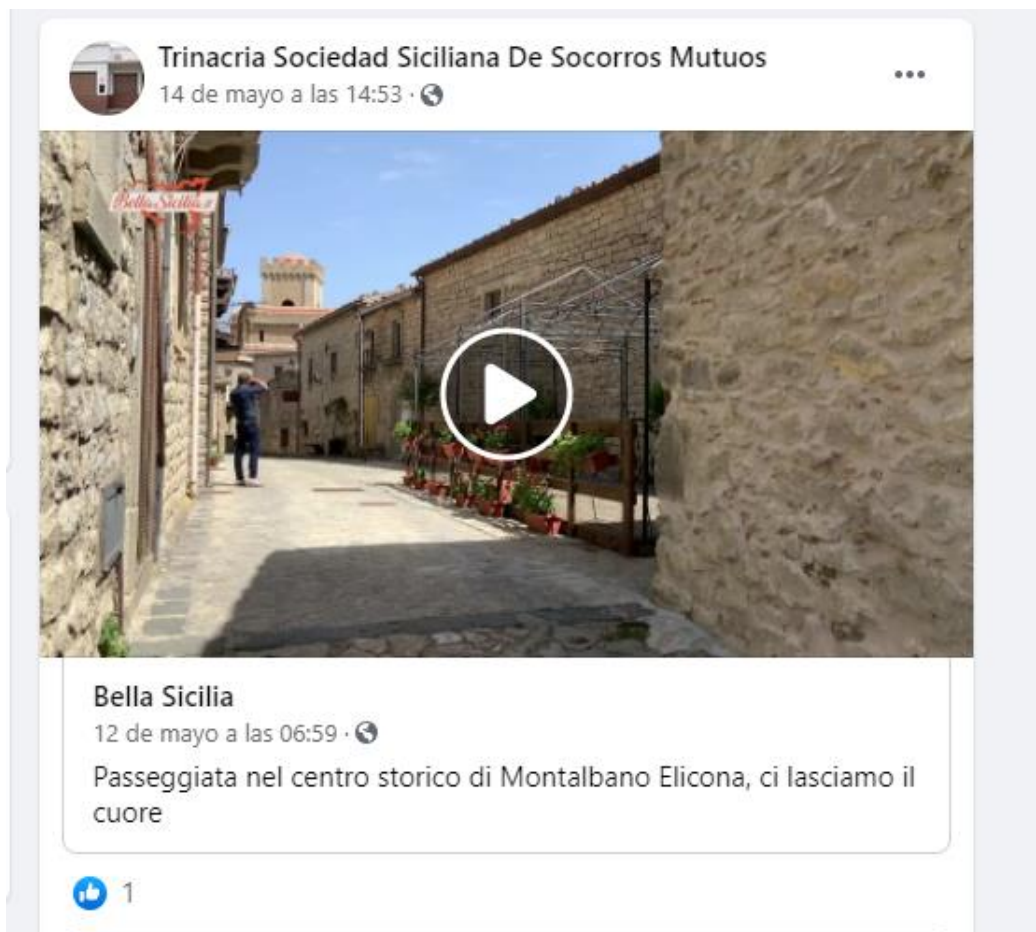 Trinacria Sociedad Siciliana De Socorros Mutuos
14 de mayo a las 14:53 ·
Bella Sicilia
Bella Sicilia
12 de mayo a las 06:59 ·
Passeggiata nel centro storico di Montalbano Elicona, ci lasciamo il
cuore
1